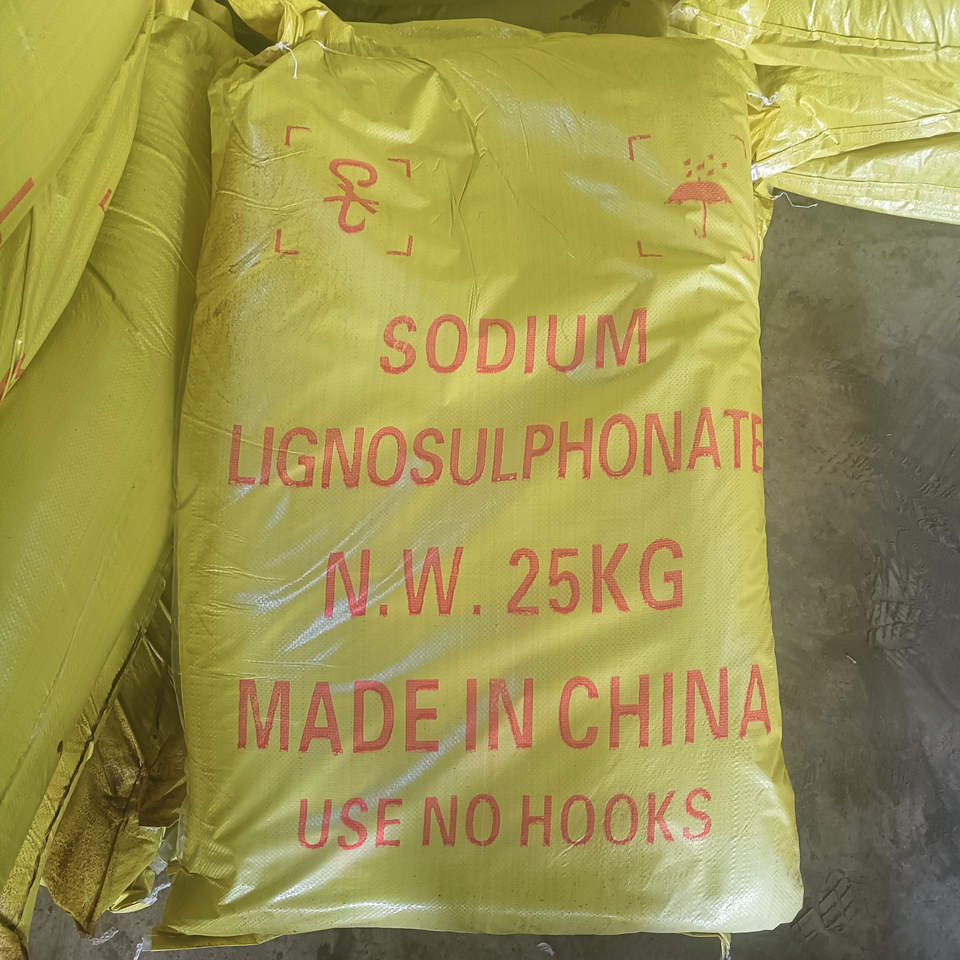 SODIUM
LIGNOSULPHONATE
N.W. 25KG
MADE IN CHINA
USE NO HOOKS